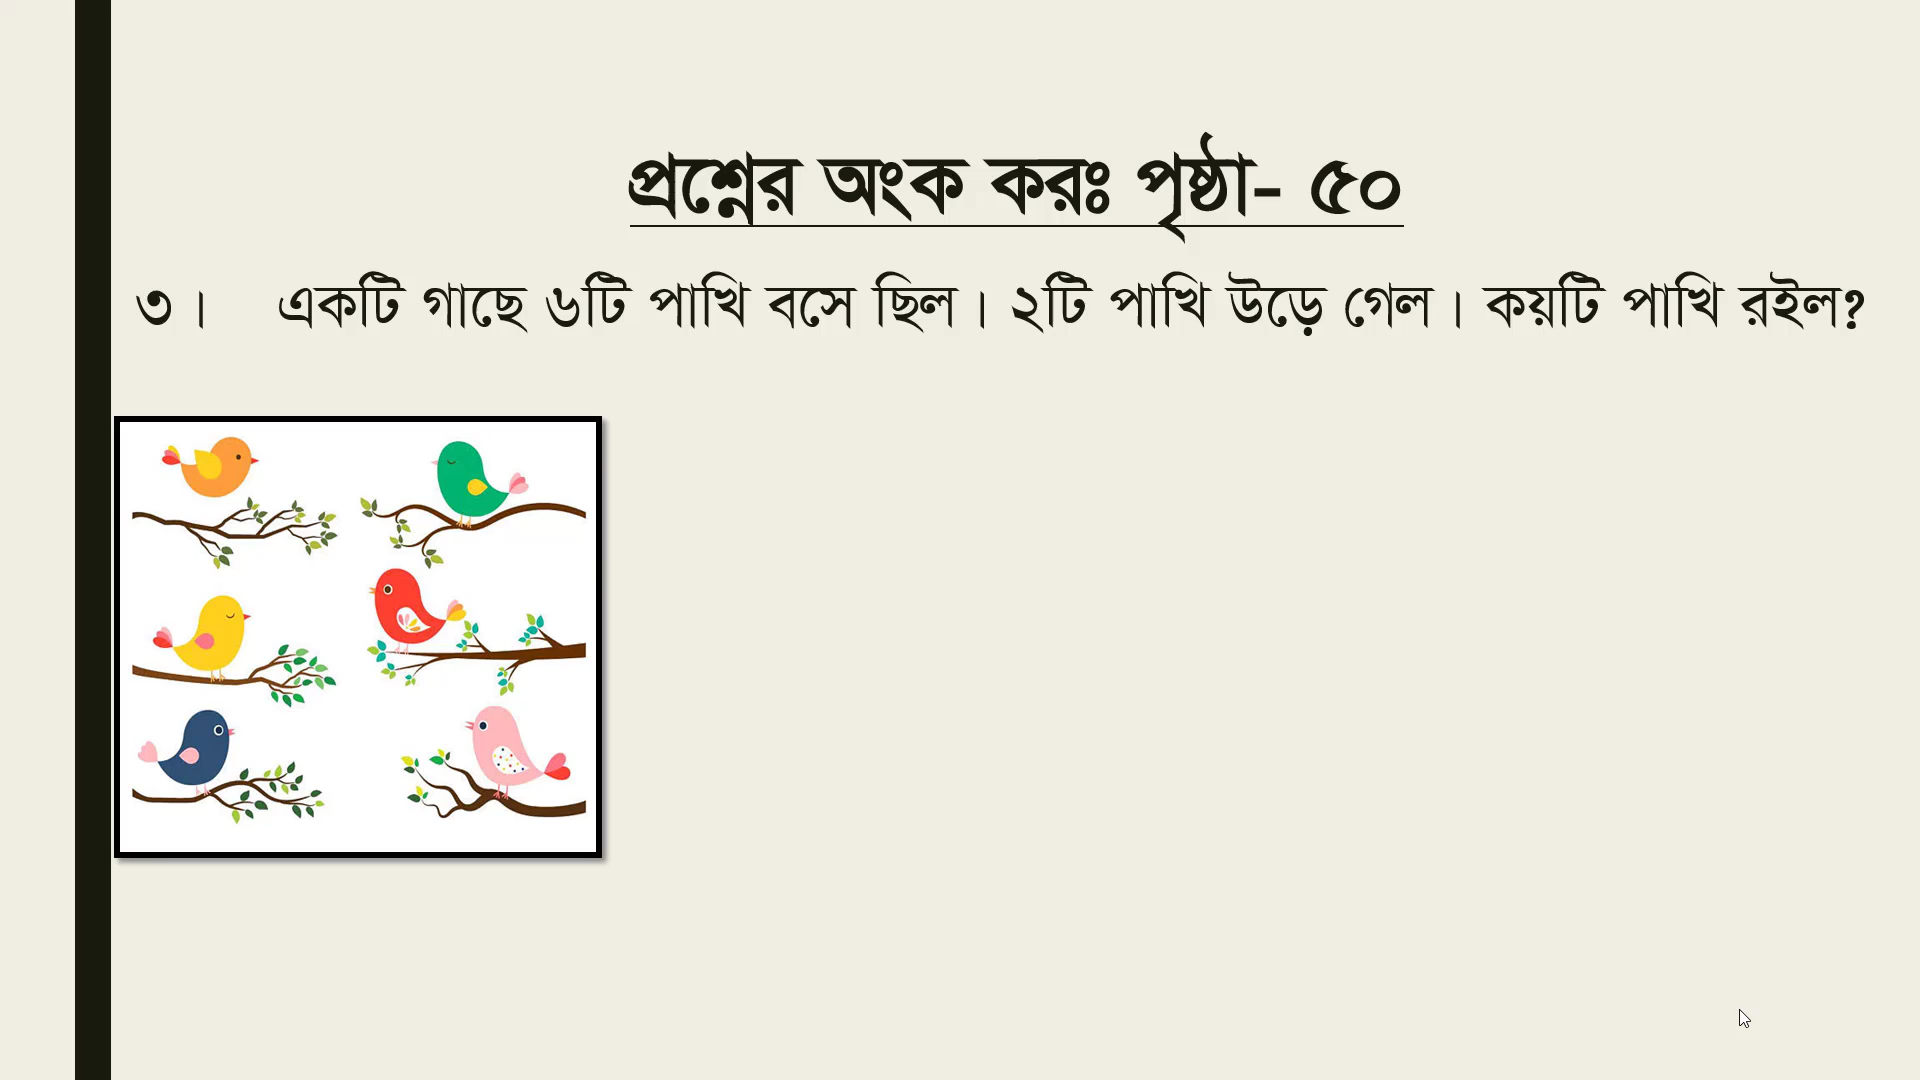 প্রশ্নের অংক করঃ পৃষ্ঠা- ৫০
৩। একটি গাছে ৬টি পাখি বসে ছিল। ২টি পাখি উড়ে গেল। কয়টি পাখি রইল?